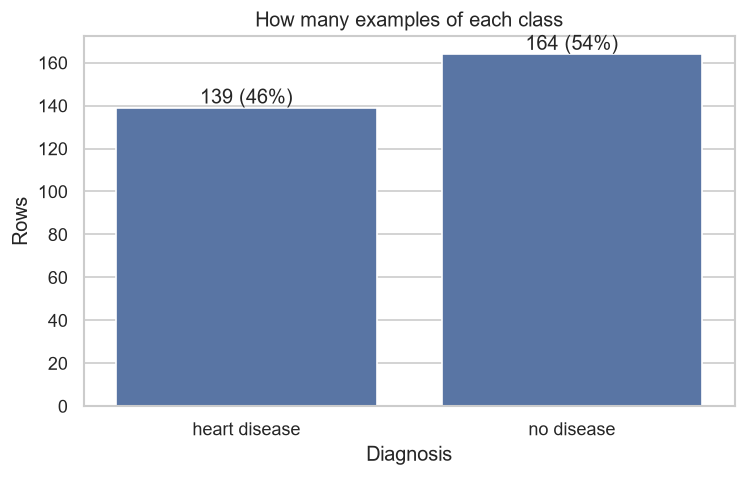 How many examples of each class
164 (54%)
139 (46%)
160
140
120
100
80
60
40
20
0
Rows
heart disease
no disease
Diagnosis